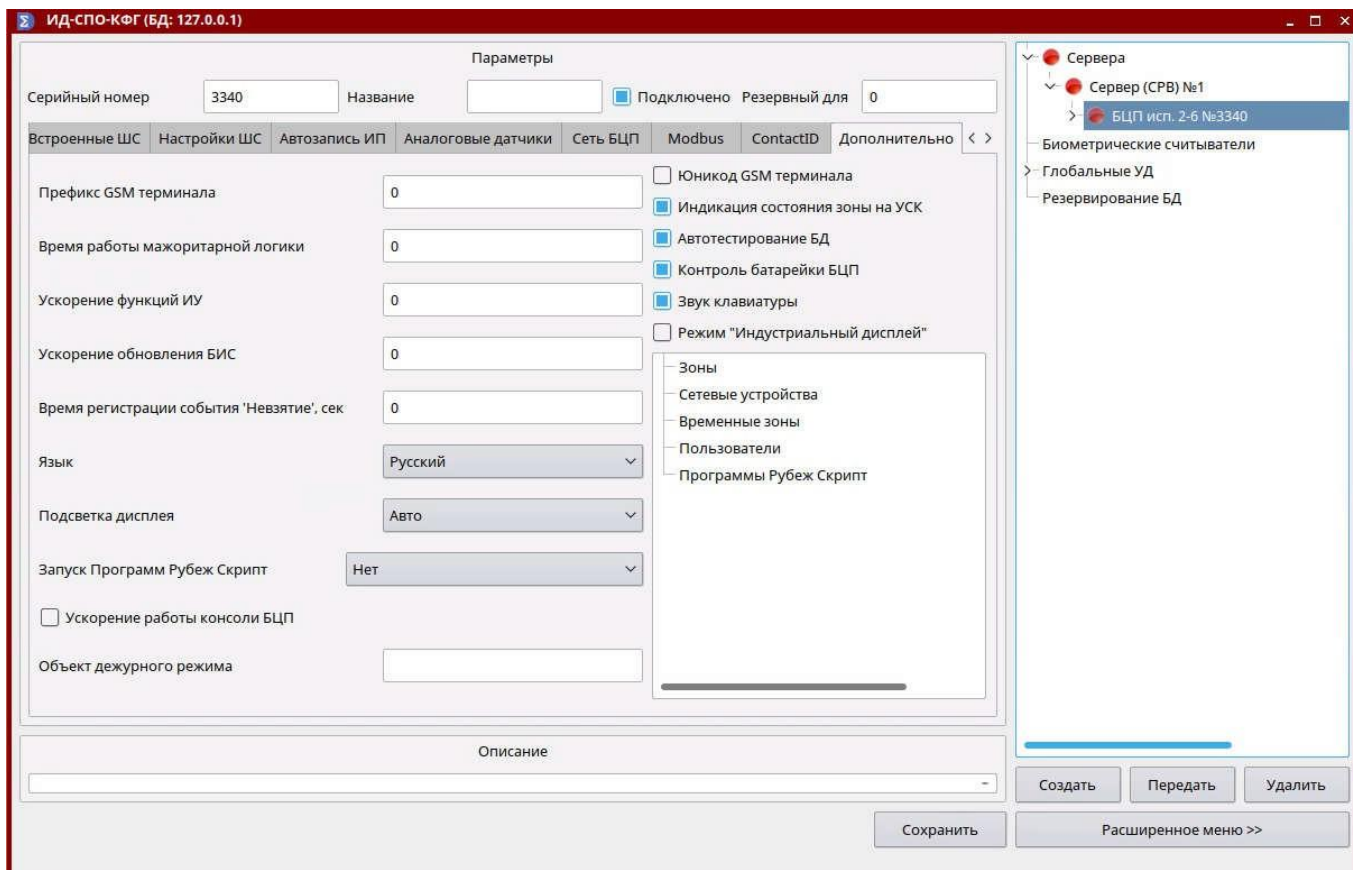 ИД-СПО-КФГ (БД: 127.0.0.1)
Параметры
Серийный номер 3340 Название Подключено Резервный для 0
Встроенные ШС Настройки ШС Автозапись ИП Аналоговые датчики Сеть БЦП Modbus ContactID Дополнительно < >
Префикс GSM терминала 0
Время работы мажоритарной логики 0
Ускорение функций ИУ 0
Ускорение обновления БИС 0
Время регистрации события 'Невзятие', сек 0
Язык Русский
Подсветка дисплея Авто
Запуск Программ Рубеж Скрипт Нет
Ускорение работы консоли БЦП
Объект дежурного режима
Юникод GSM терминала
Индикация состояния зоны на УСК
Автотестирование БД
Контроль батарейки БЦП
Звук клавиатуры
Режим "Индустриальный дисплей"
Зоны
Сетевые устройства
Временные зоны
Пользователи
Программы Рубеж Скрипт
Описание
Сохранить
Сервера
Сервер (СРВ) №1
БЦП исп. 2-6 №3340
Биометрические считыватели
Глобальные УД
Резервирование БД
Создать Передать Удалить
Расширенное меню >>